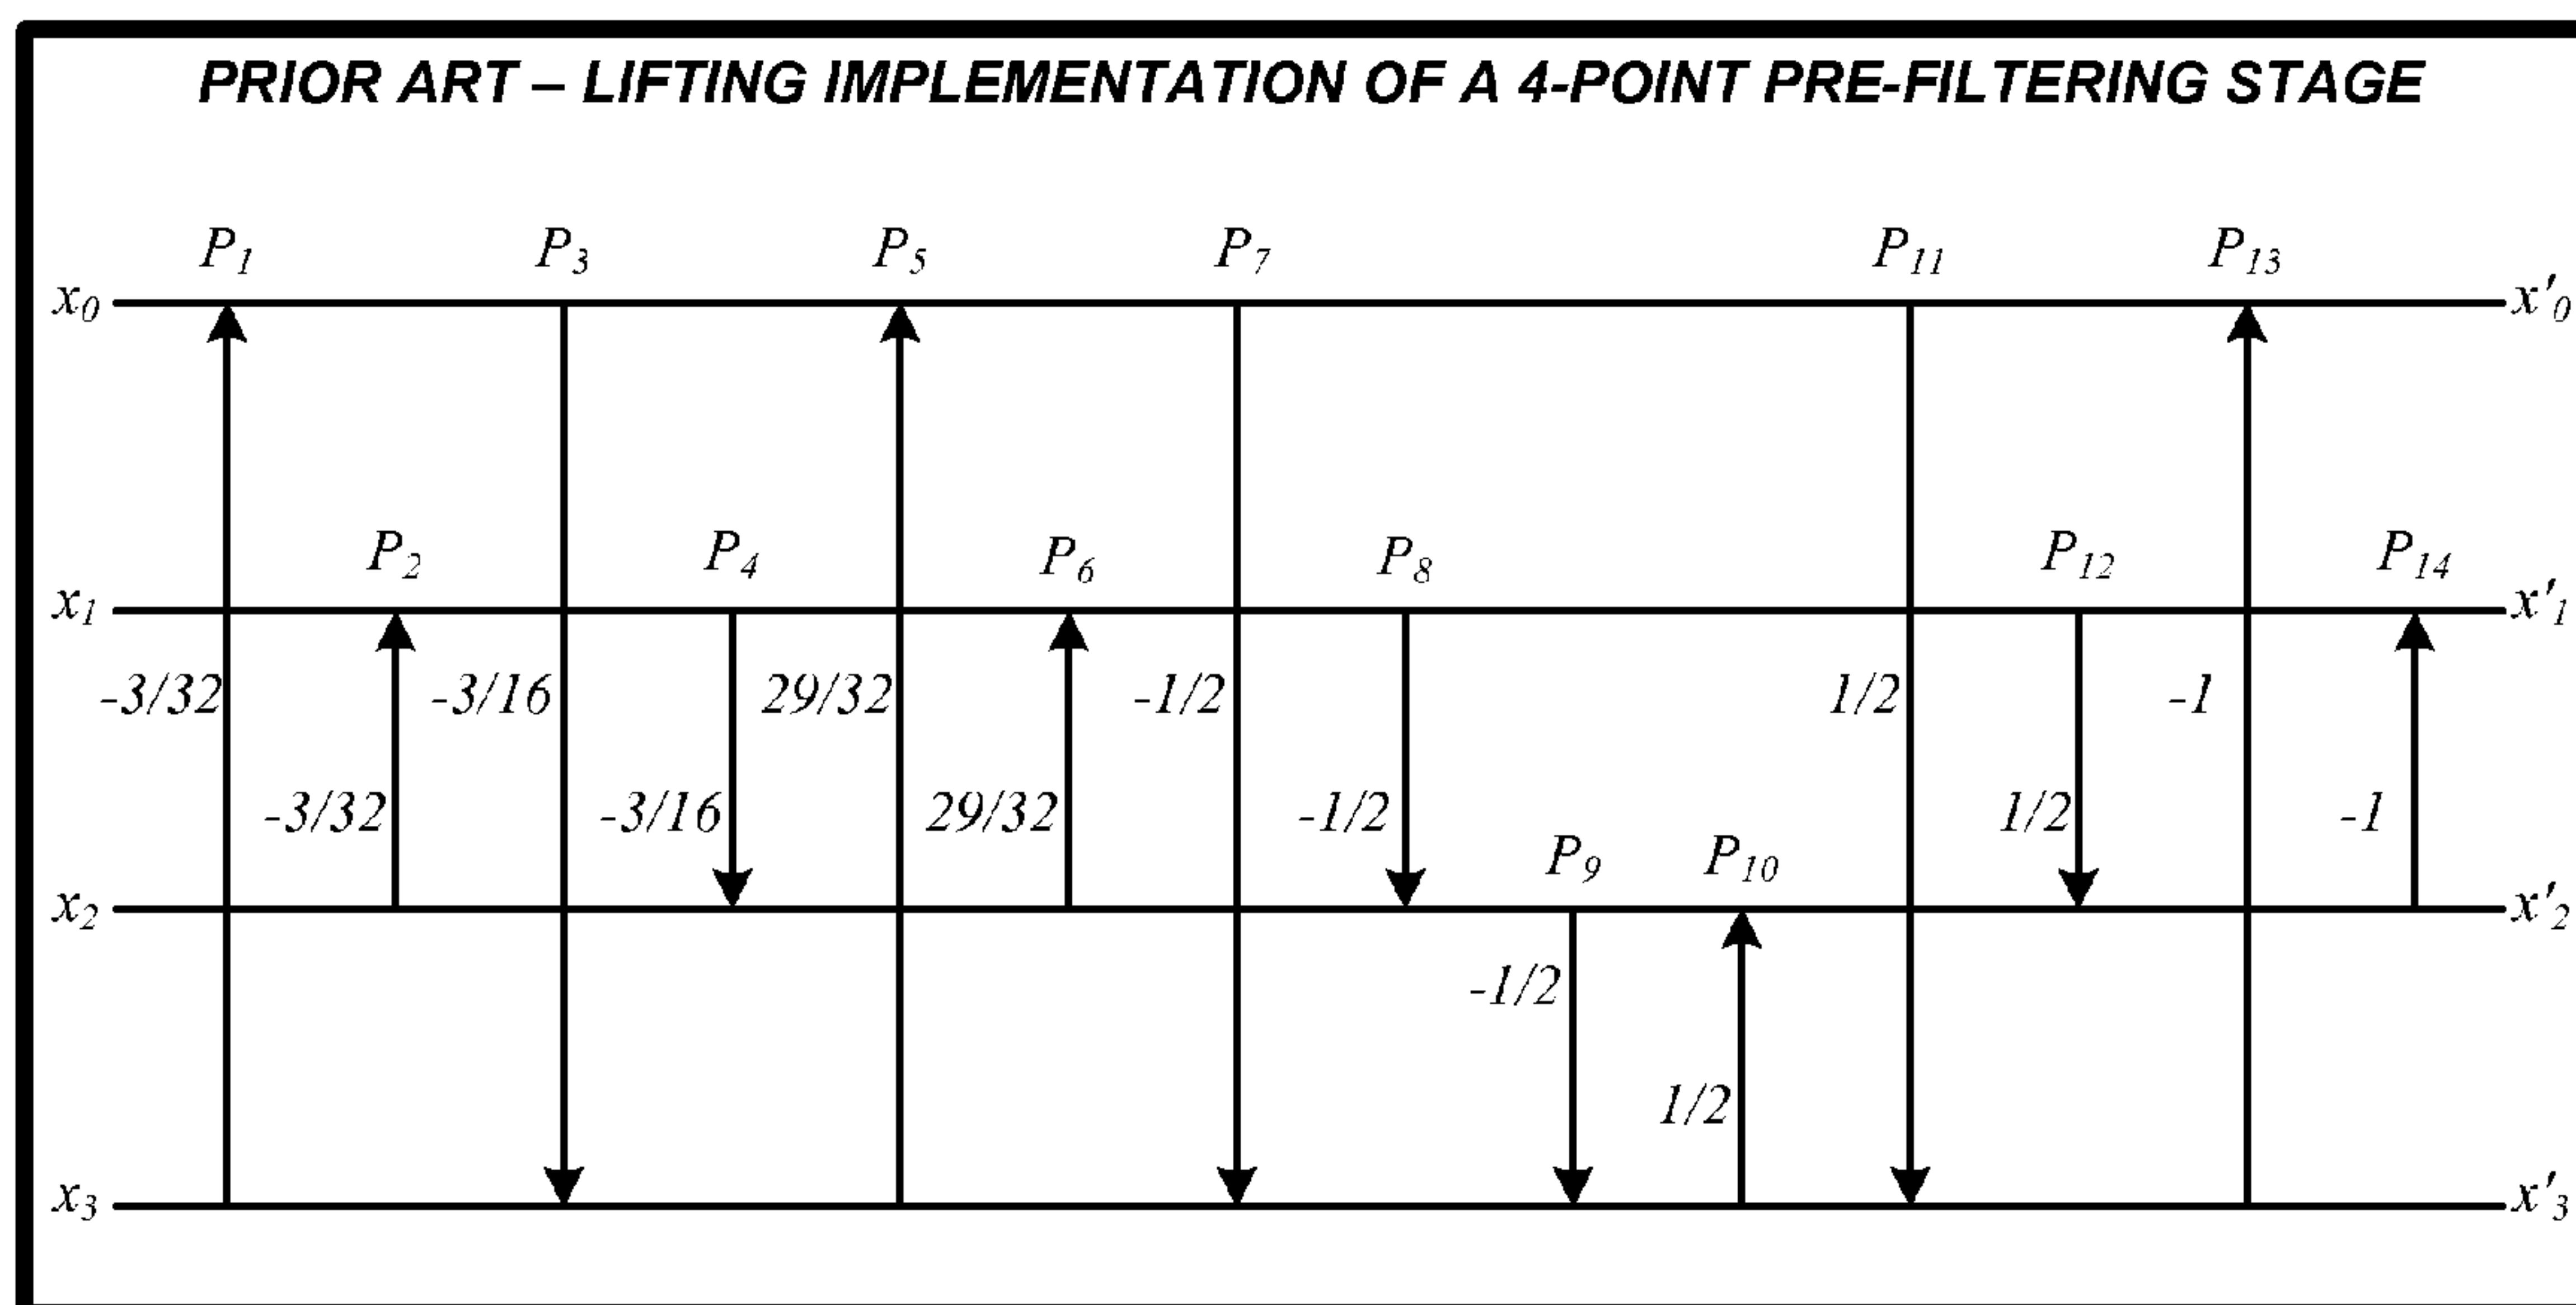 PRIOR ART – LIFTING IMPLEMENTATION OF A 4-POINT PRE-FILTERING STAGE
P1 P3 P5 P7 P11 P13
x0 x'0
P2 P4 P6 P8 P12 P14
x1 x'1
-3/32 -3/16 29/32 -1/2 1/2 -1
-3/32 -3/16 29/32 -1/2 1/2 -1
P9 P10
x2 x'2
-1/2
1/2
x3 x'3